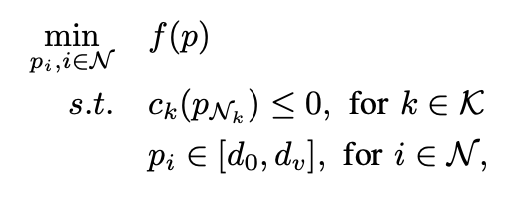 min f(p)
p_i, i∈𝒩
s.t. c_k(p_{𝒩_k}) ≤ 0, for k ∈ 𝒦
p_i ∈ [d_0, d_v], for i ∈ 𝒩,